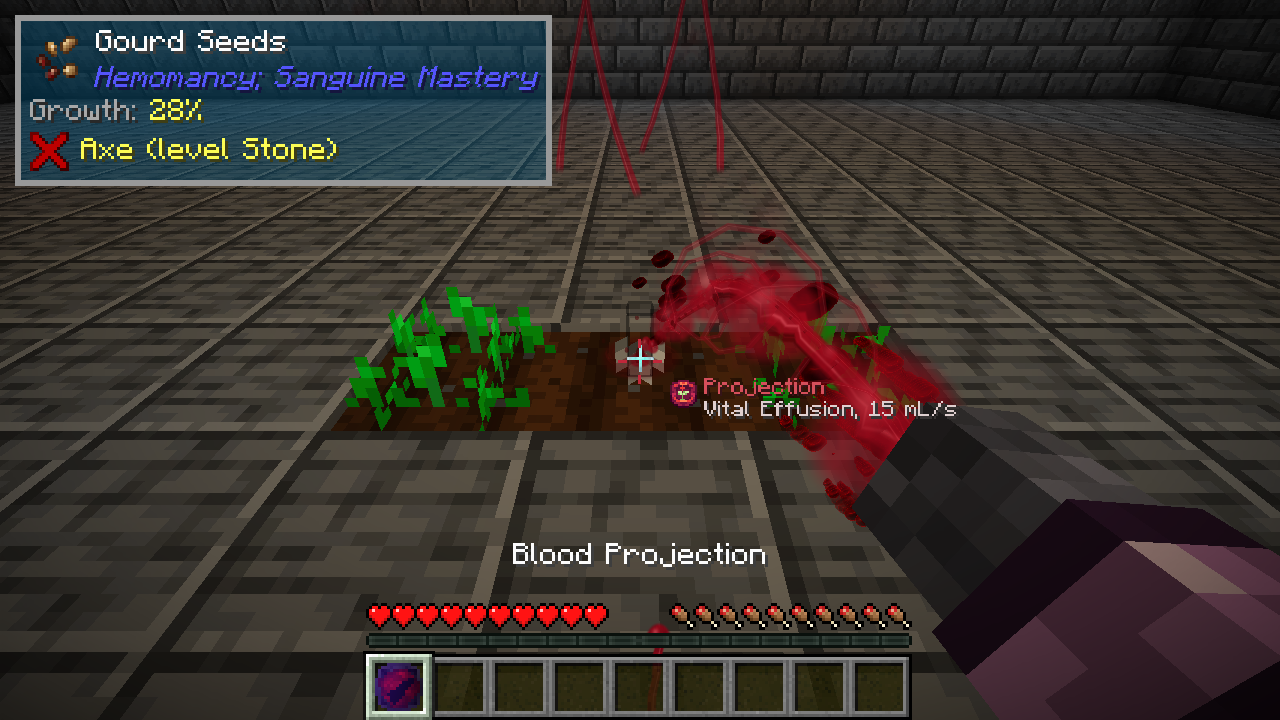 Gourd Seeds
Hemomancy; Sanguine Mastery
Growth: 28%
Axe (level Stone)
Projection
Vital Effusion, 15 mL/s
Blood Projection